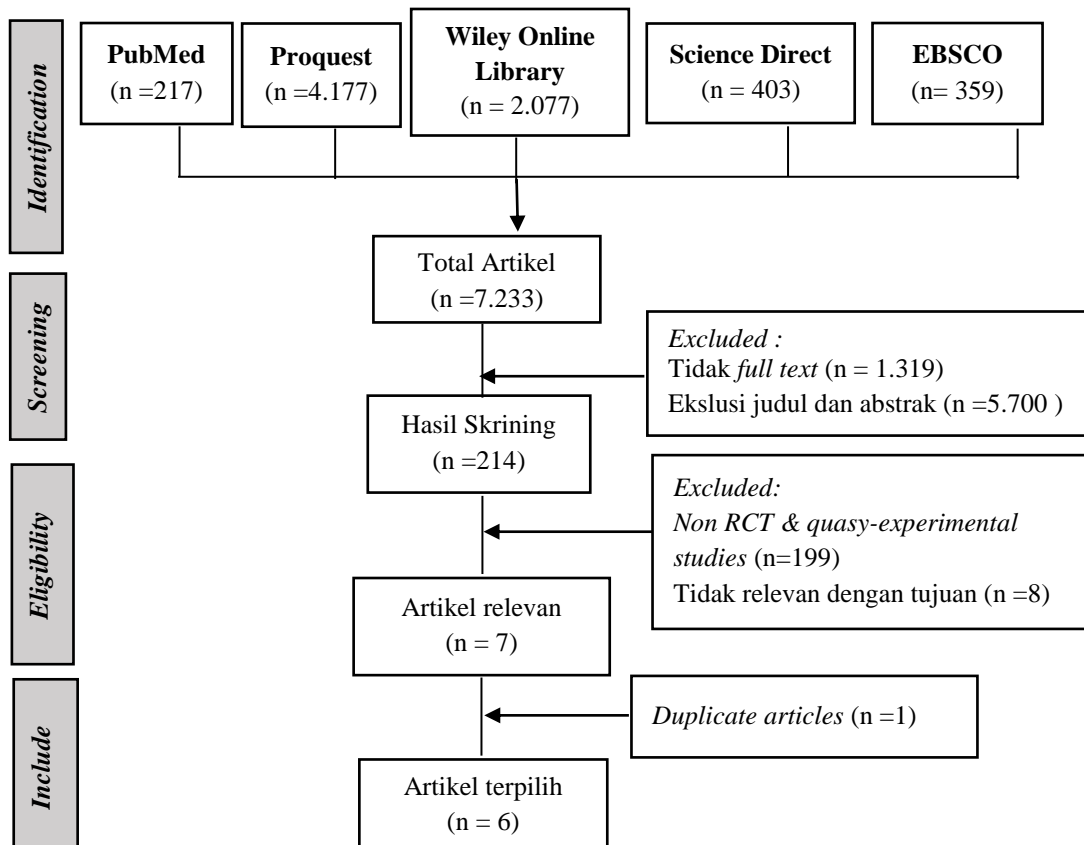 Identification
PubMed
(n =217)
Proquest
(n =4.177)
Wiley Online
Library
(n = 2.077)
Science Direct
(n = 403)
EBSCO
(n= 359)
Total Artikel
(n =7.233)
Screening
Excluded :
Tidak full text (n = 1.319)
Ekslusi judul dan abstrak (n =5.700 )
Hasil Skrining
(n =214)
Eligibility
Excluded:
Non RCT & quasy-experimental
studies (n=199)
Tidak relevan dengan tujuan (n =8)
Artikel relevan
(n = 7)
Include
Duplicate articles (n =1)
Artikel terpilih
(n = 6)